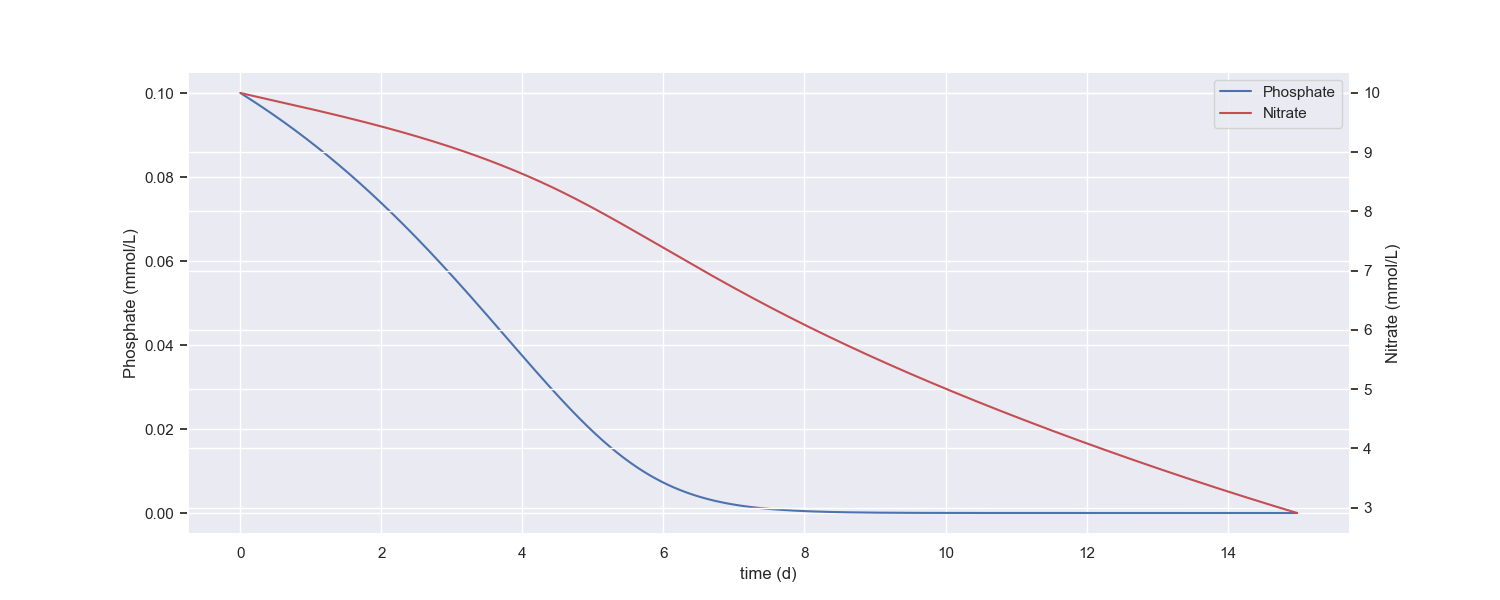 Phosphate
Nitrate
0.10
0.08
0.06
0.04
0.02
0.00
Phosphate (mmol/L)
10
9
8
7
6
5
4
3
Nitrate (mmol/L)
0 2 4 6 8 10 12 14
time (d)